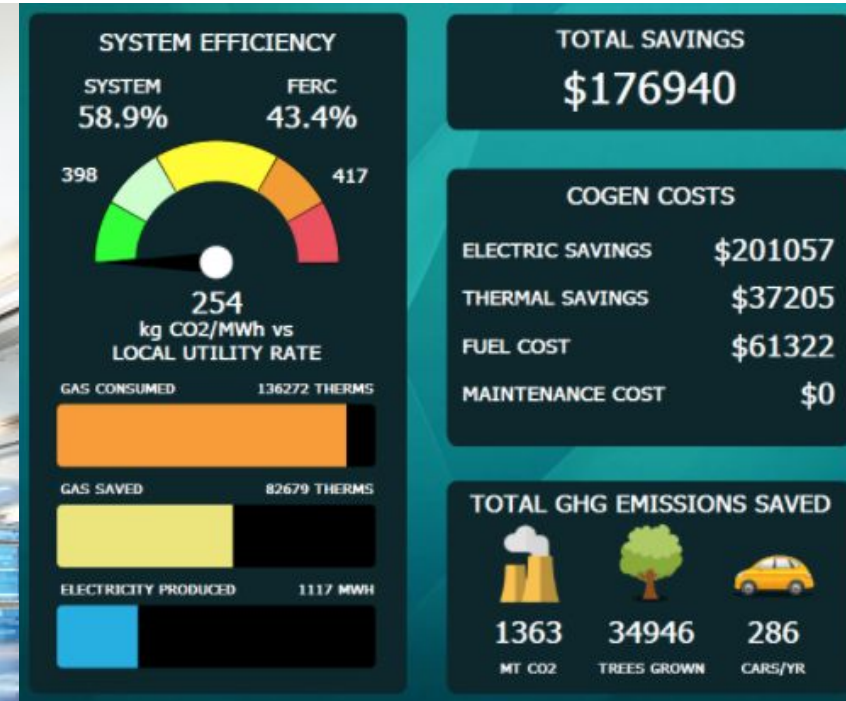 SYSTEM EFFICIENCY
SYSTEM FERC
58.9% 43.4%
398 417
254
kg CO2/MWh vs
LOCAL UTILITY RATE
GAS CONSUMED 136272 THERMS
GAS SAVED 82679 THERMS
ELECTRICITY PRODUCED 1117 MWH
TOTAL SAVINGS
$176940
COGEN COSTS
ELECTRIC SAVINGS $201057
THERMAL SAVINGS $37205
FUEL COST $61322
MAINTENANCE COST $0
TOTAL GHG EMISSIONS SAVED
1363 34946 286
MT CO2 TREES GROWN CARS/YR